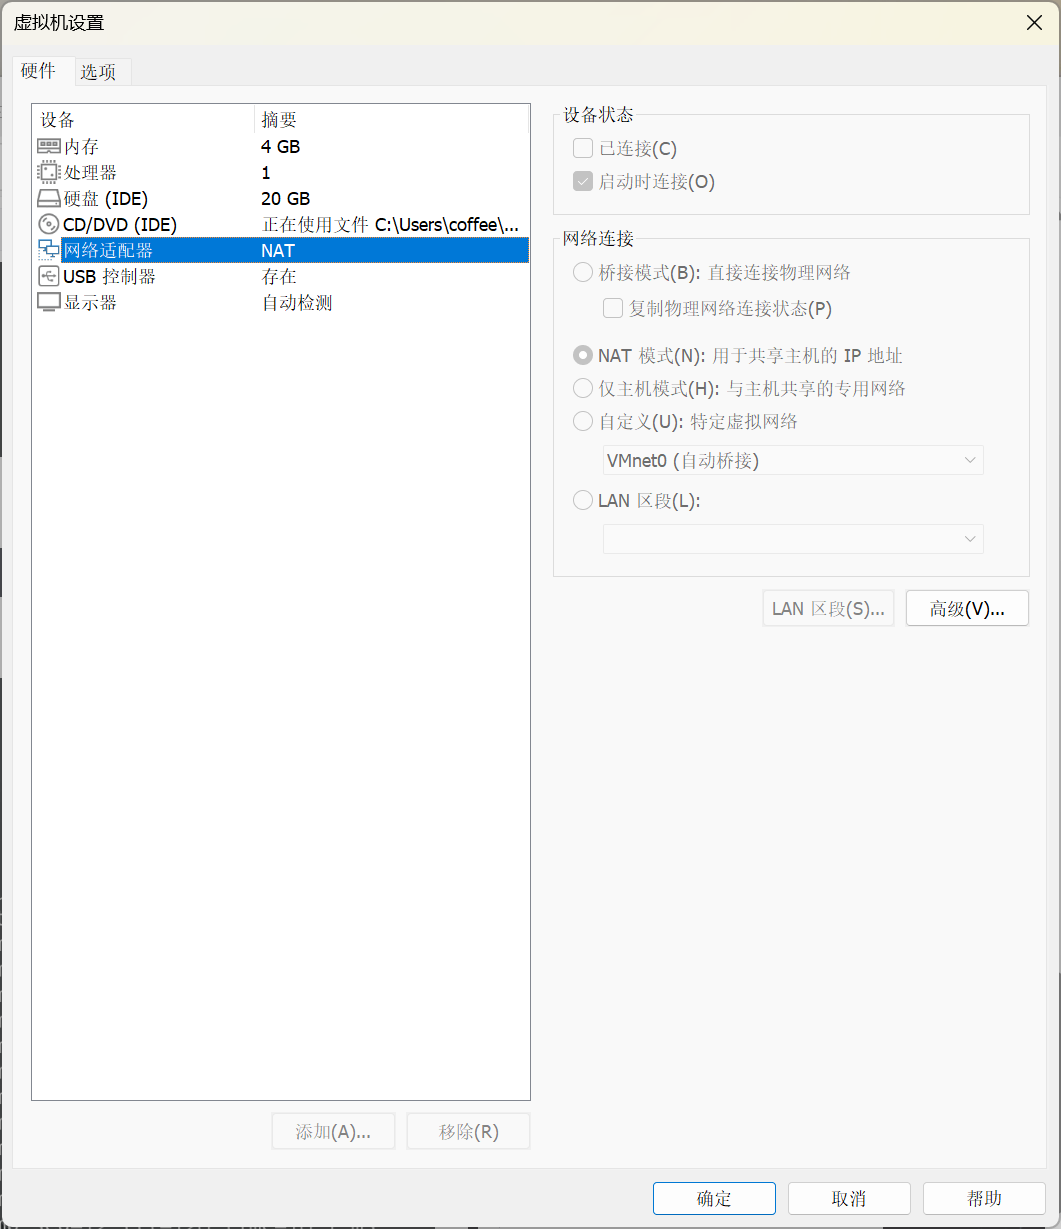 虚拟机设置
硬件 选项
设备 摘要
内存 4 GB
处理器 1
硬盘 (IDE) 20 GB
CD/DVD (IDE) 正在使用文件 C:\Users\coffee\...
网络适配器 NAT
USB 控制器 存在
显示器 自动检测
添加(A)... 移除(R)
设备状态
已连接(C)
启动时连接(O)
网络连接
桥接模式(B): 直接连接物理网络
复制物理网络连接状态(P)
NAT 模式(N): 用于共享主机的 IP 地址
仅主机模式(H): 与主机共享的专用网络
自定义(U): 特定虚拟网络
VMnet0 (自动桥接)
LAN 区段(L):
LAN 区段(S)... 高级(V)...
确定 取消 帮助